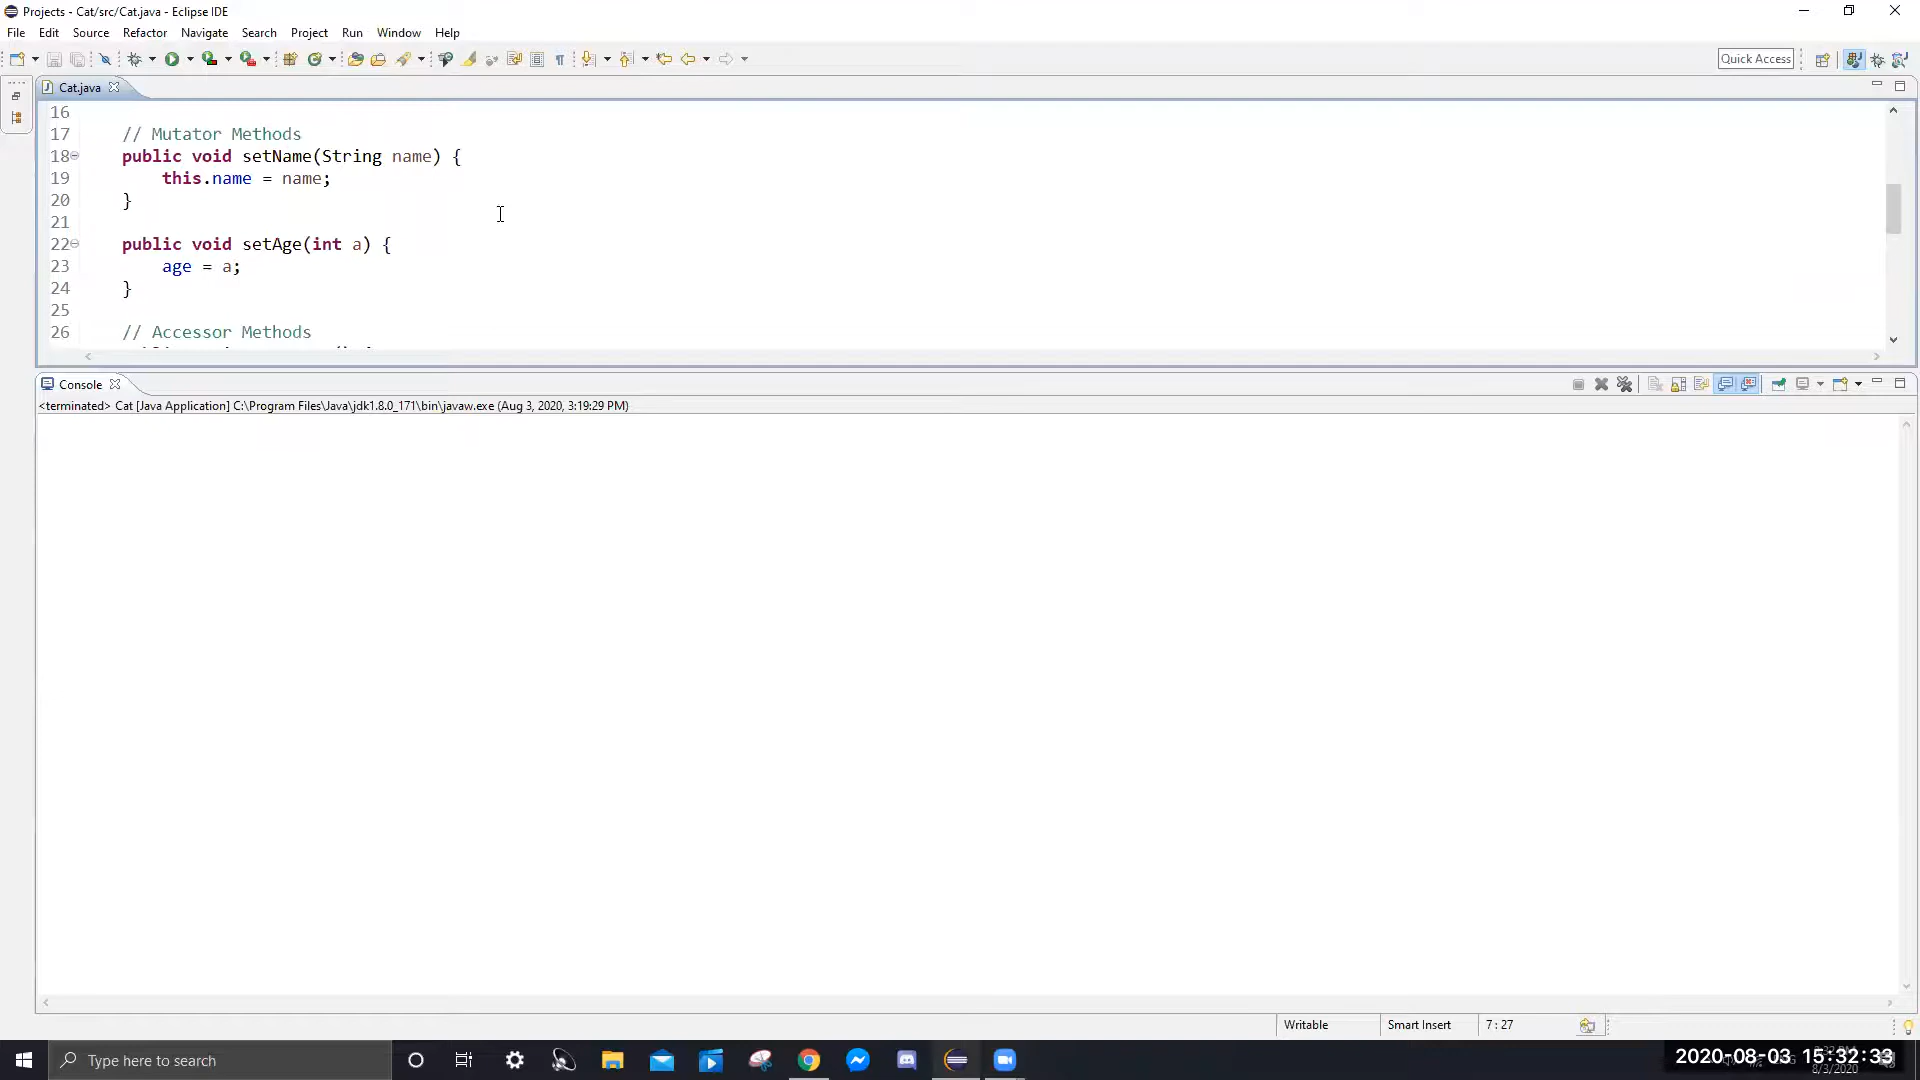 Projects - Cat/src/Cat.java - Eclipse IDE
File Edit Source Refactor Navigate Search Project Run Window Help
Quick Access
Cat.java
16
17 // Mutator Methods
18 public void setName(String name) {
19 this.name = name;
20 }
21
22 public void setAge(int a) {
23 age = a;
24 }
25
26 // Accessor Methods
Console
<terminated> Cat [Java Application] C:\Program Files\Java\jdk1.8.0_171\bin\javaw.exe (Aug 3, 2020, 3:19:29 PM)
Writable Smart Insert 7 : 27
Type here to search
2020-08-03 15:32:33
8/3/2020